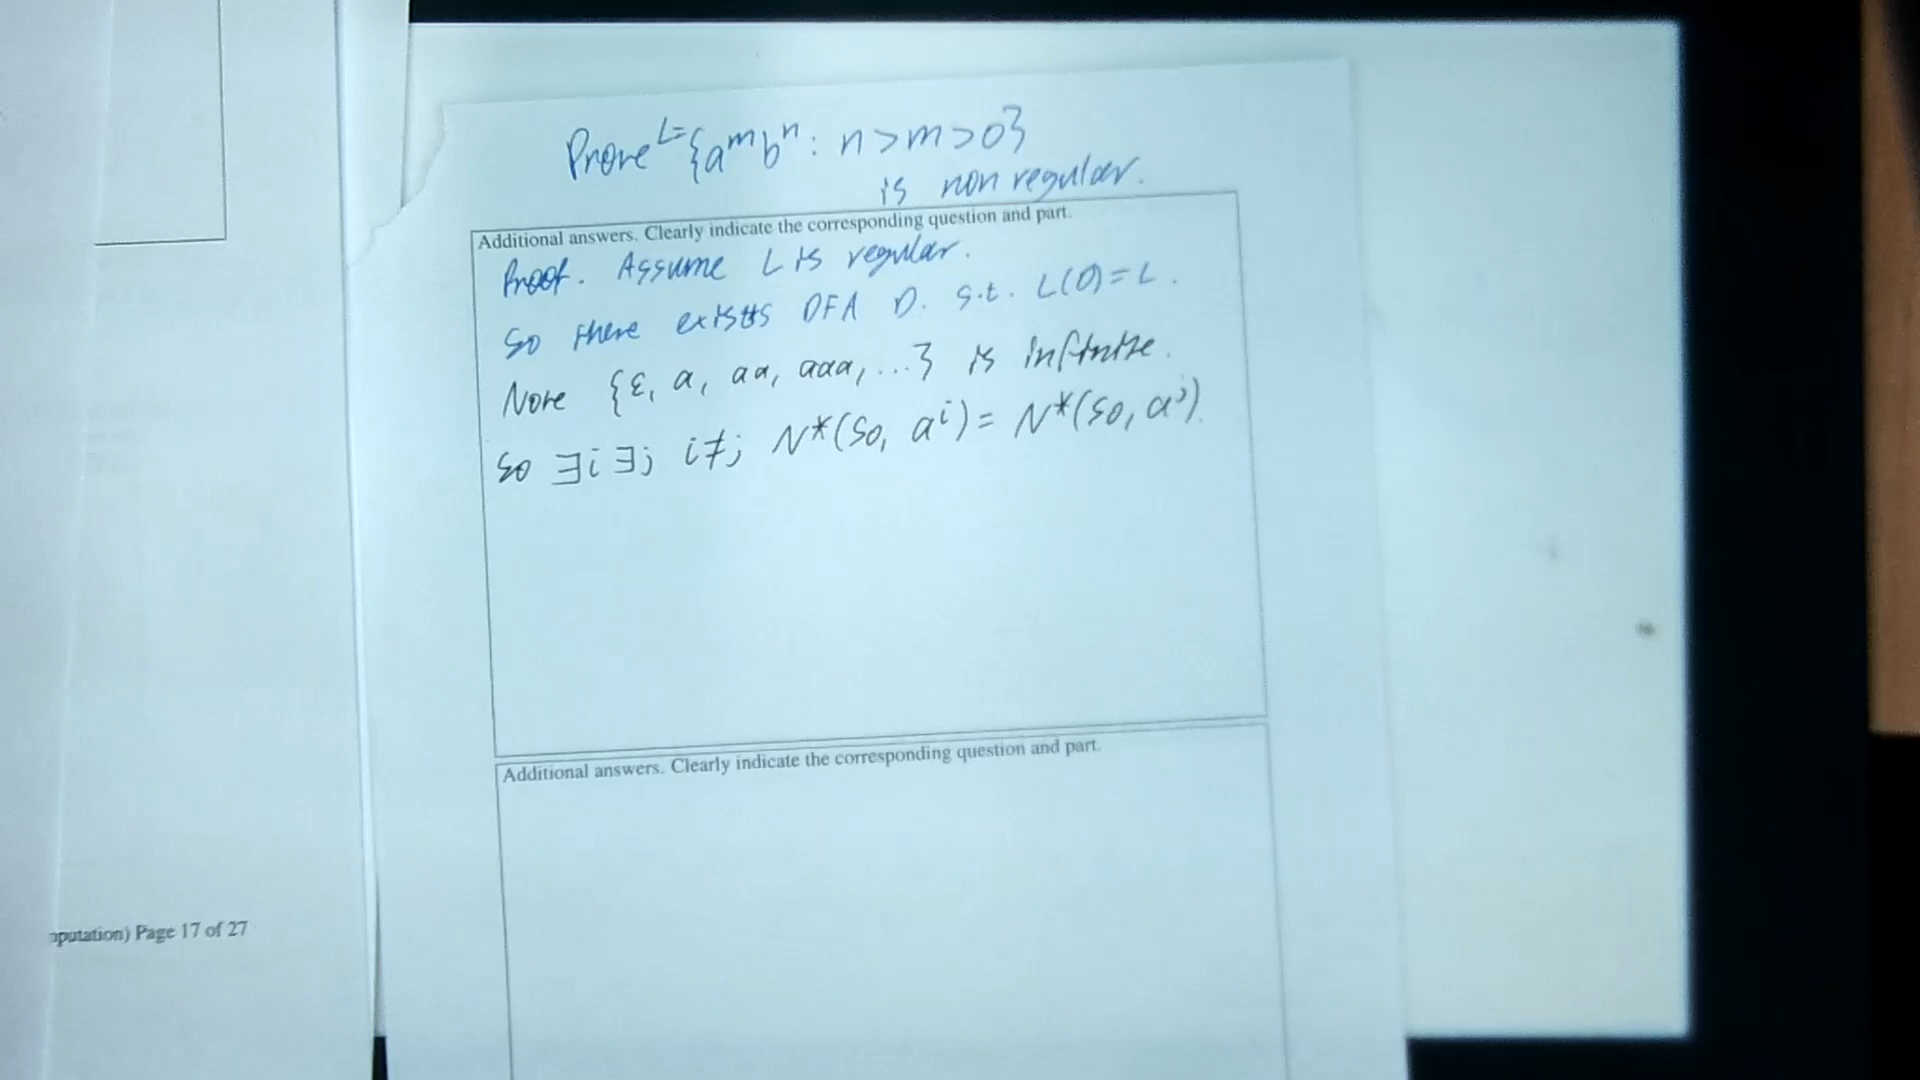 Prove L= {a^m b^n : n>m>0}
is non regular.
Additional answers. Clearly indicate the corresponding question and part.
Proof. Assume L is regular.
So there exists DFA D. s.t. L(D)=L.
Note {ε, a, aa, aaa, ...} is infinite.
So ∃i ∃j i≠j N*(S0, a^i) = N*(S0, a^j).
Additional answers. Clearly indicate the corresponding question and part.
putation) Page 17 of 27